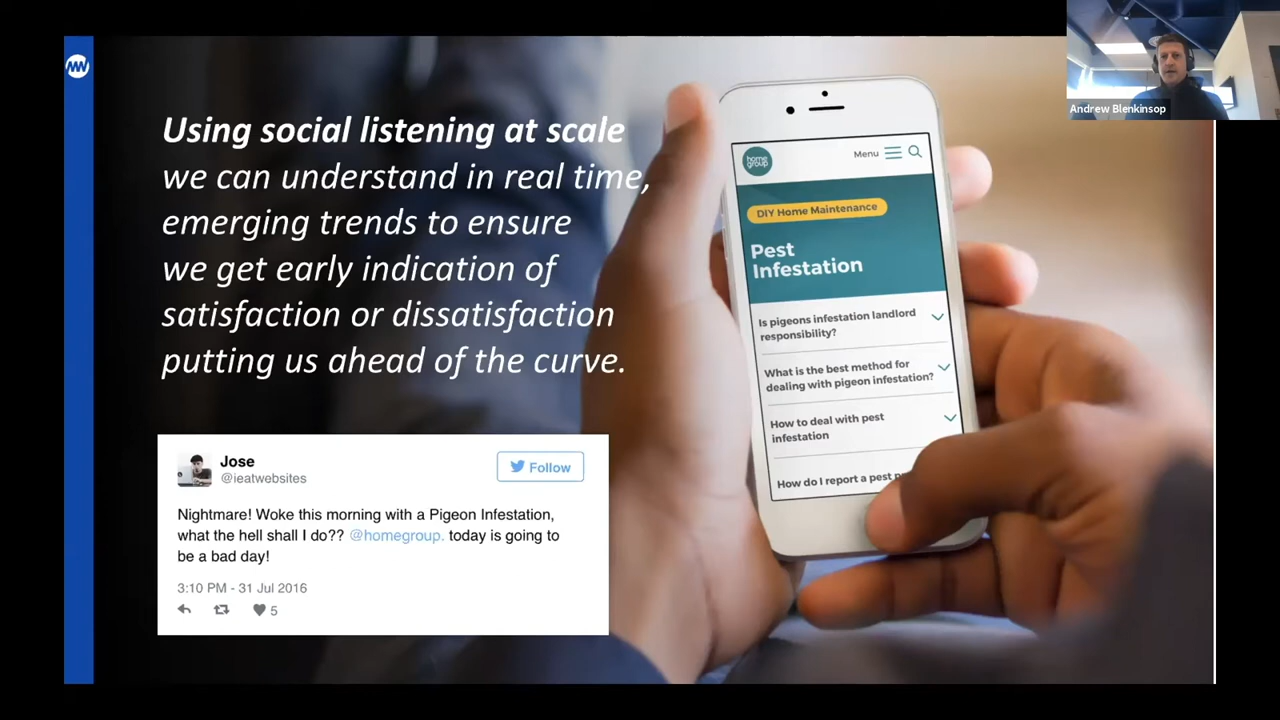 Andrew Blenkinsop
Using social listening at scale
we can understand in real time,
emerging trends to ensure
we get early indication of
satisfaction or dissatisfaction
putting us ahead of the curve.
Jose
@ieatwebsites
Follow
Nightmare! Woke this morning with a Pigeon Infestation,
what the hell shall I do?? @homegroup. today is going to
be a bad day!
3:10 PM - 31 Jul 2016
5
home
group
Menu
DIY Home Maintenance
Pest
Infestation
Is pigeons infestation landlord
responsibility?
What is the best method for
dealing with pigeon infestation?
How to deal with pest
infestation
How do I report a pest